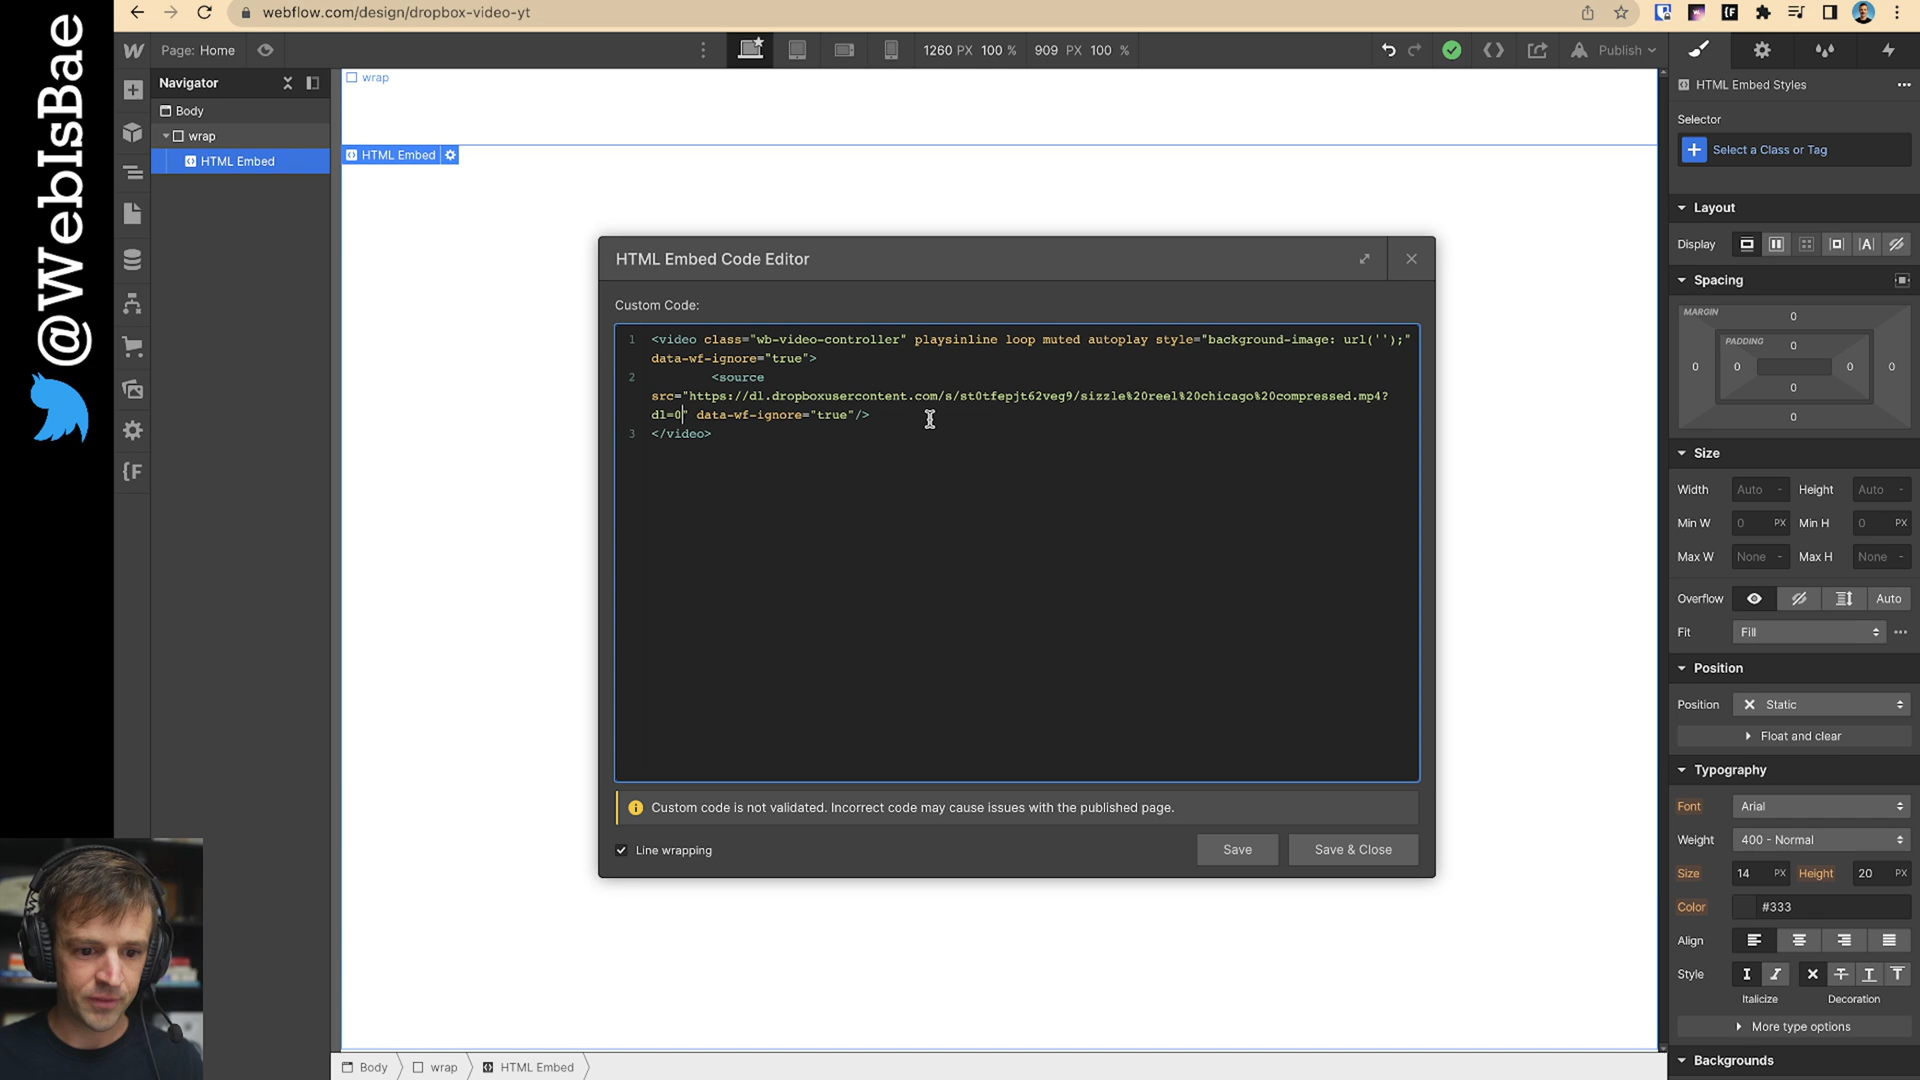 @WebIsBae
webflow.com/design/dropbox-video-yt
Page: Home
1260 PX 100 %
909 PX 100 %
Publish
Navigator
Body
wrap
HTML Embed
wrap
HTML Embed
HTML Embed Code Editor
Custom Code:
1 <video class="wb-video-controller" playsinline loop muted autoplay style="background-image: url('');"
data-wf-ignore="true">
2 <source
src="https://dl.dropboxusercontent.com/s/st0tfepjt62veg9/sizzle%20reel%20chicago%20compressed.mp4?
dl=0" data-wf-ignore="true"/>
3 </video>
Custom code is not validated. Incorrect code may cause issues with the published page.
Line wrapping
Save
Save & Close
Body
wrap
HTML Embed
HTML Embed Styles
Selector
Select a Class or Tag
Layout
Display
Spacing
MARGIN
0
PADDING
0
0 0 0 0
0
0
Size
Width Auto - Height Auto -
Min W 0 PX Min H 0 PX
Max W None - Max H None -
Overflow Auto
Fit Fill
Position
Position Static
Float and clear
Typography
Font Arial
Weight 400 - Normal
Size 14 PX Height 20 PX
Color #333
Align
Style
Italicize Decoration
More type options
Backgrounds